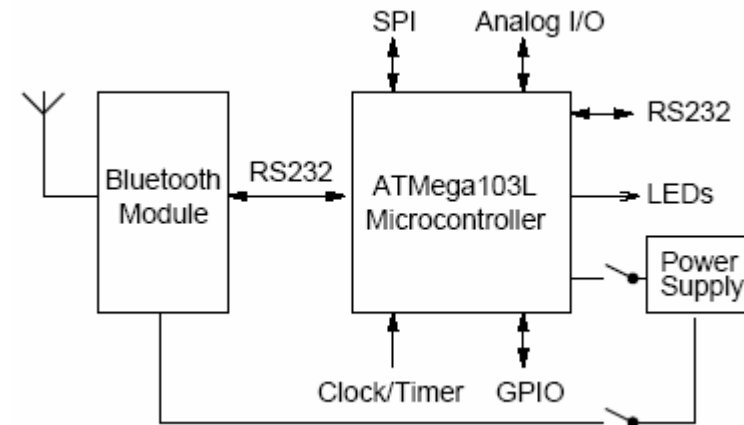 SPI
Analog I/O
RS232
Bluetooth
Module
RS232
ATMega103L
Microcontroller
LEDs
Power
Supply
Clock/Timer
GPIO